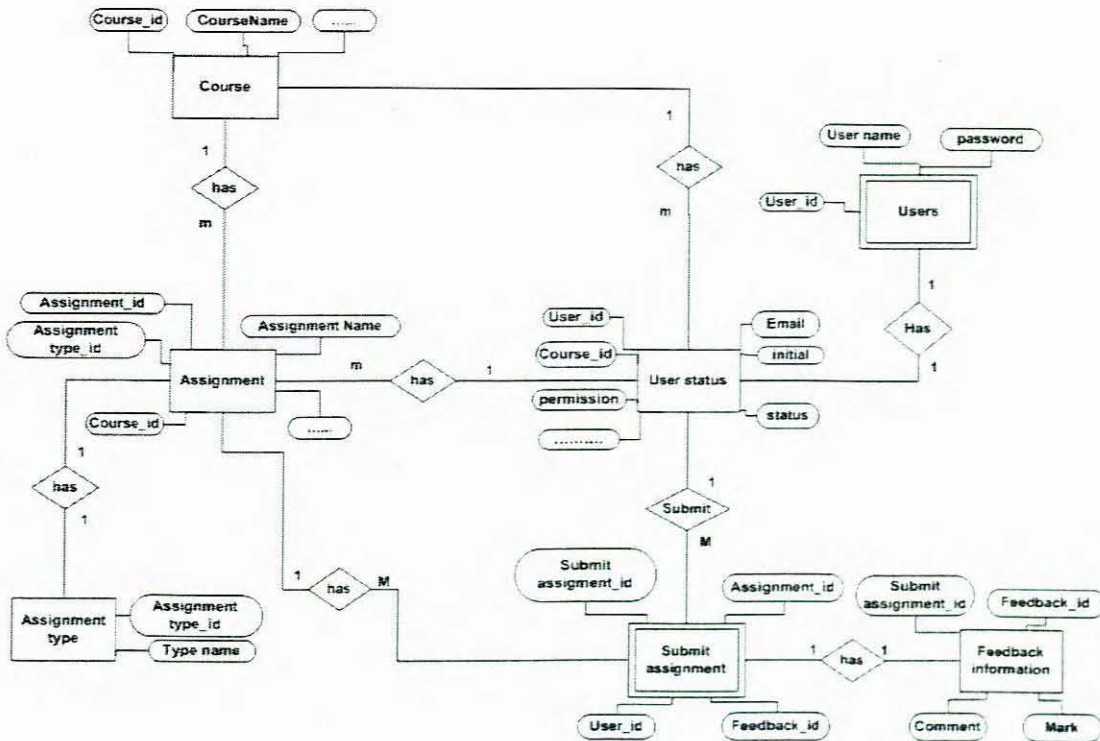 Course_id
CourseName
......
Course
1
1
has
has
m
m
User name
password
User_id
Users
1
Has
1
Assignment_id
Assignment
type_id
Assignment Name
Assignment
Course_id
......
m
has
1
User_id
Course_id
permission
..........
User status
Email
initial
status
1
has
1
1
Submit
M
1
has
M
Assignment
type
Assignment
type_id
Type name
Submit
assigment_id
Assignment_id
Submit
assignment
User_id
Feedback_id
1
has
1
Submit
assignment_id
Feedback_id
Feedback
information
Comment
Mark